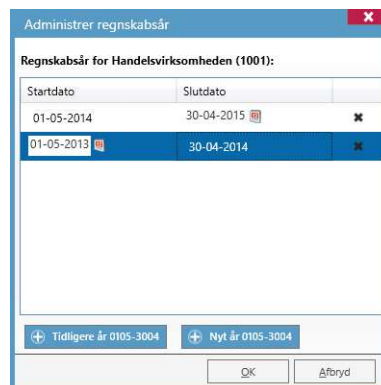 Administrer regnskabsår
Regnskabsår for Handelsvirksomheden (1001):
Startdato Slutdato
01-05-2014 30-04-2015
01-05-2013 30-04-2014
Tidligere år 0105-3004 Nyt år 0105-3004
OK Afbryd